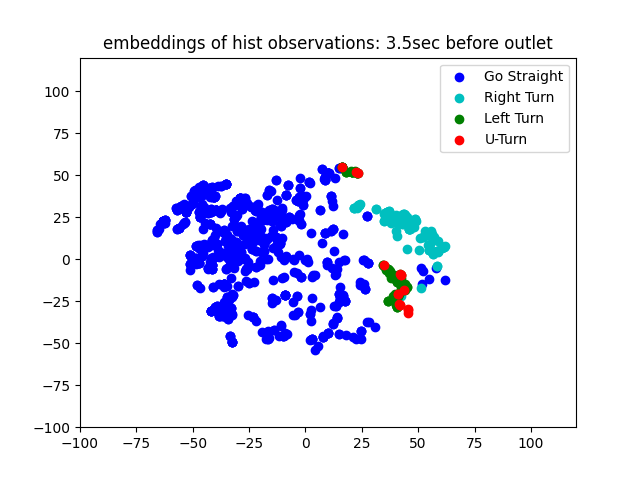 embeddings of hist observations: 3.5sec before outlet
Go Straight
Right Turn
Left Turn
U-Turn
100
75
50
25
0
−25
−50
−75
−100
−100 −75 −50 −25 0 25 50 75 100